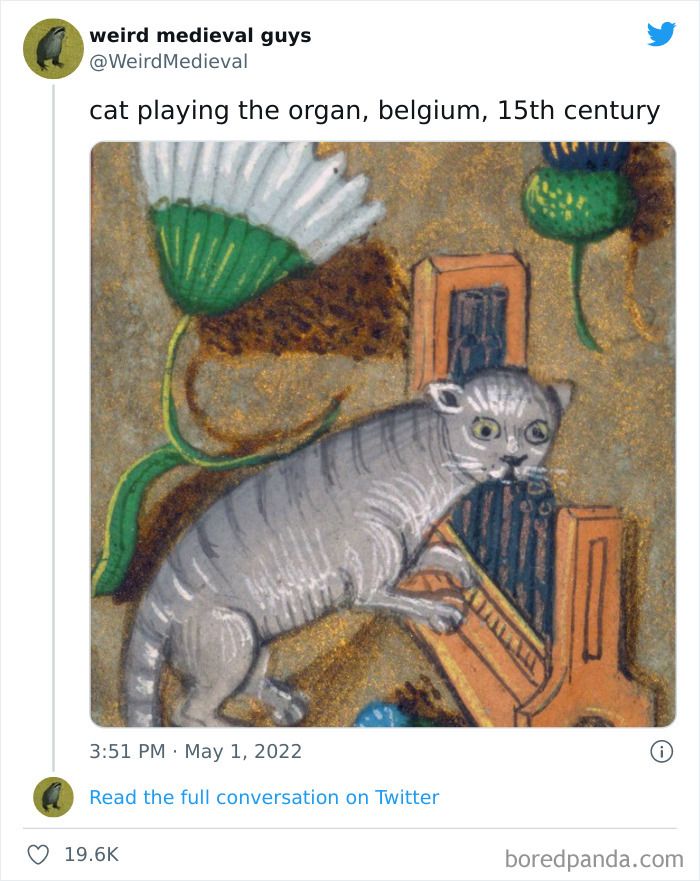 weird medieval guys
@WeirdMedieval
cat playing the organ, belgium, 15th century
3:51 PM · May 1, 2022
Read the full conversation on Twitter
19.6K
boredpanda.com